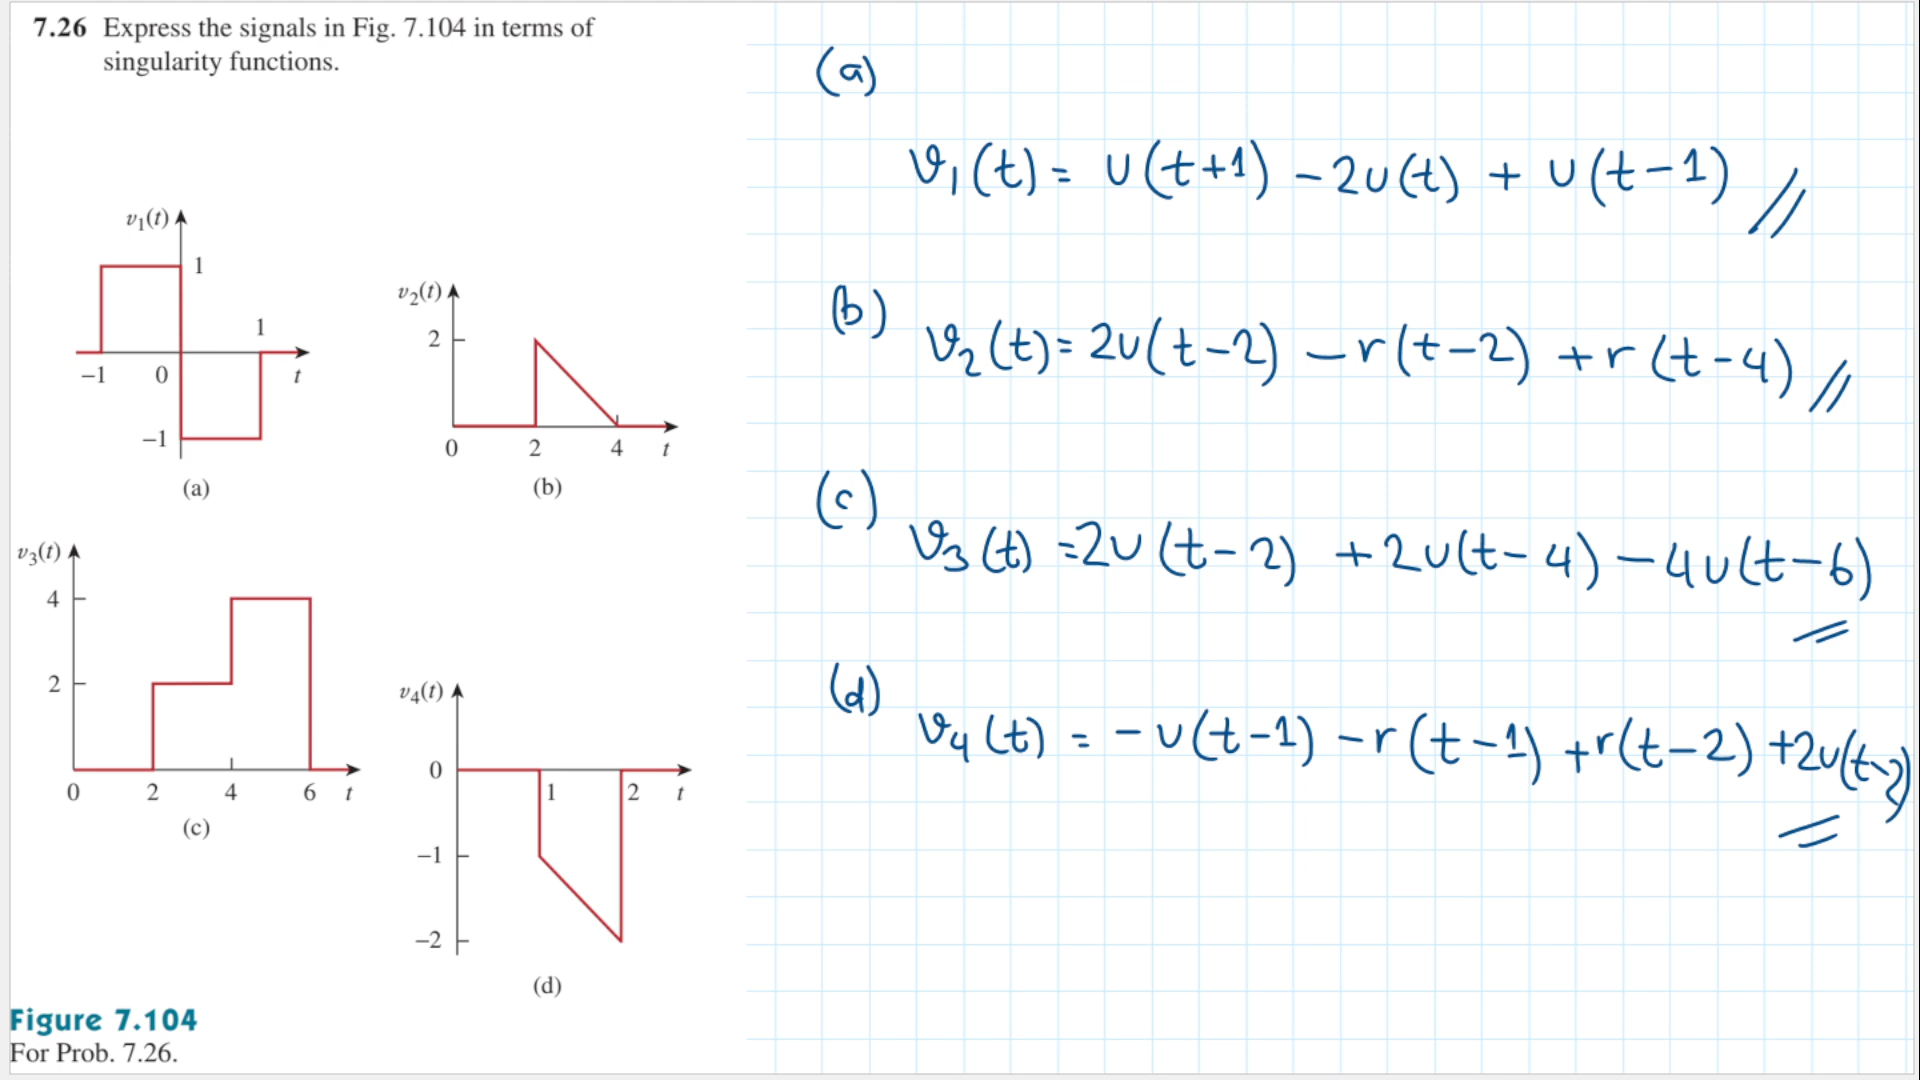 7.26 Express the signals in Fig. 7.104 in terms of
singularity functions.
v₁(t)
1
1
−1
0
t
−1
(a)
v₂(t)
2
0
2
4
t
(b)
v₃(t)
4
2
0
2
4
6
t
(c)
v₄(t)
0
1
2
t
−1
−2
(d)
Figure 7.104
For Prob. 7.26.
(a)
v₁(t) = u(t+1) − 2u(t) + u(t−1)
(b)
v₂(t) = 2u(t−2) − r(t−2) + r(t−4)
(c)
v₃(t) = 2u(t−2) + 2u(t−4) − 4u(t−6)
(d)
v₄(t) = −u(t−1) − r(t−1) + r(t−2) + 2u(t−2)